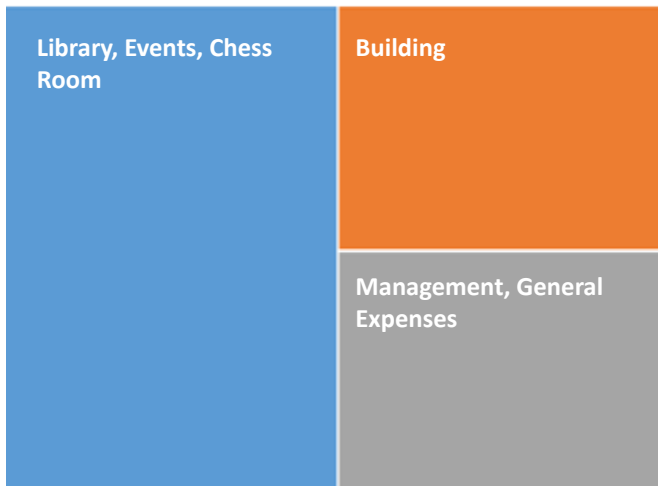 Library, Events, Chess
Room
Building
Management, General
Expenses